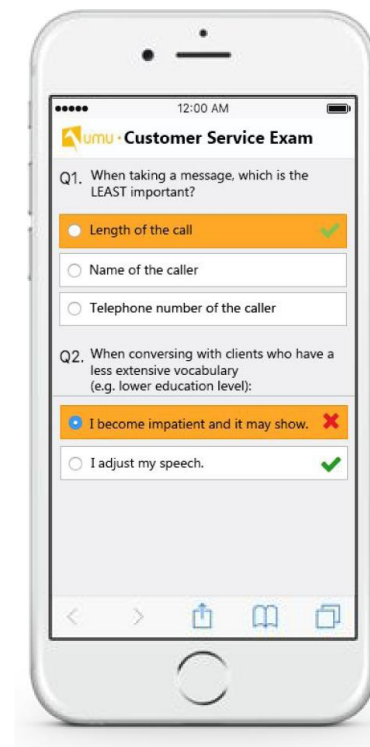 12:00 AM
umu · Customer Service Exam
Q1. When taking a message, which is the
LEAST important?
Length of the call
Name of the caller
Telephone number of the caller
Q2. When conversing with clients who have a
less extensive vocabulary
(e.g. lower education level):
I become impatient and it may show.
I adjust my speech.